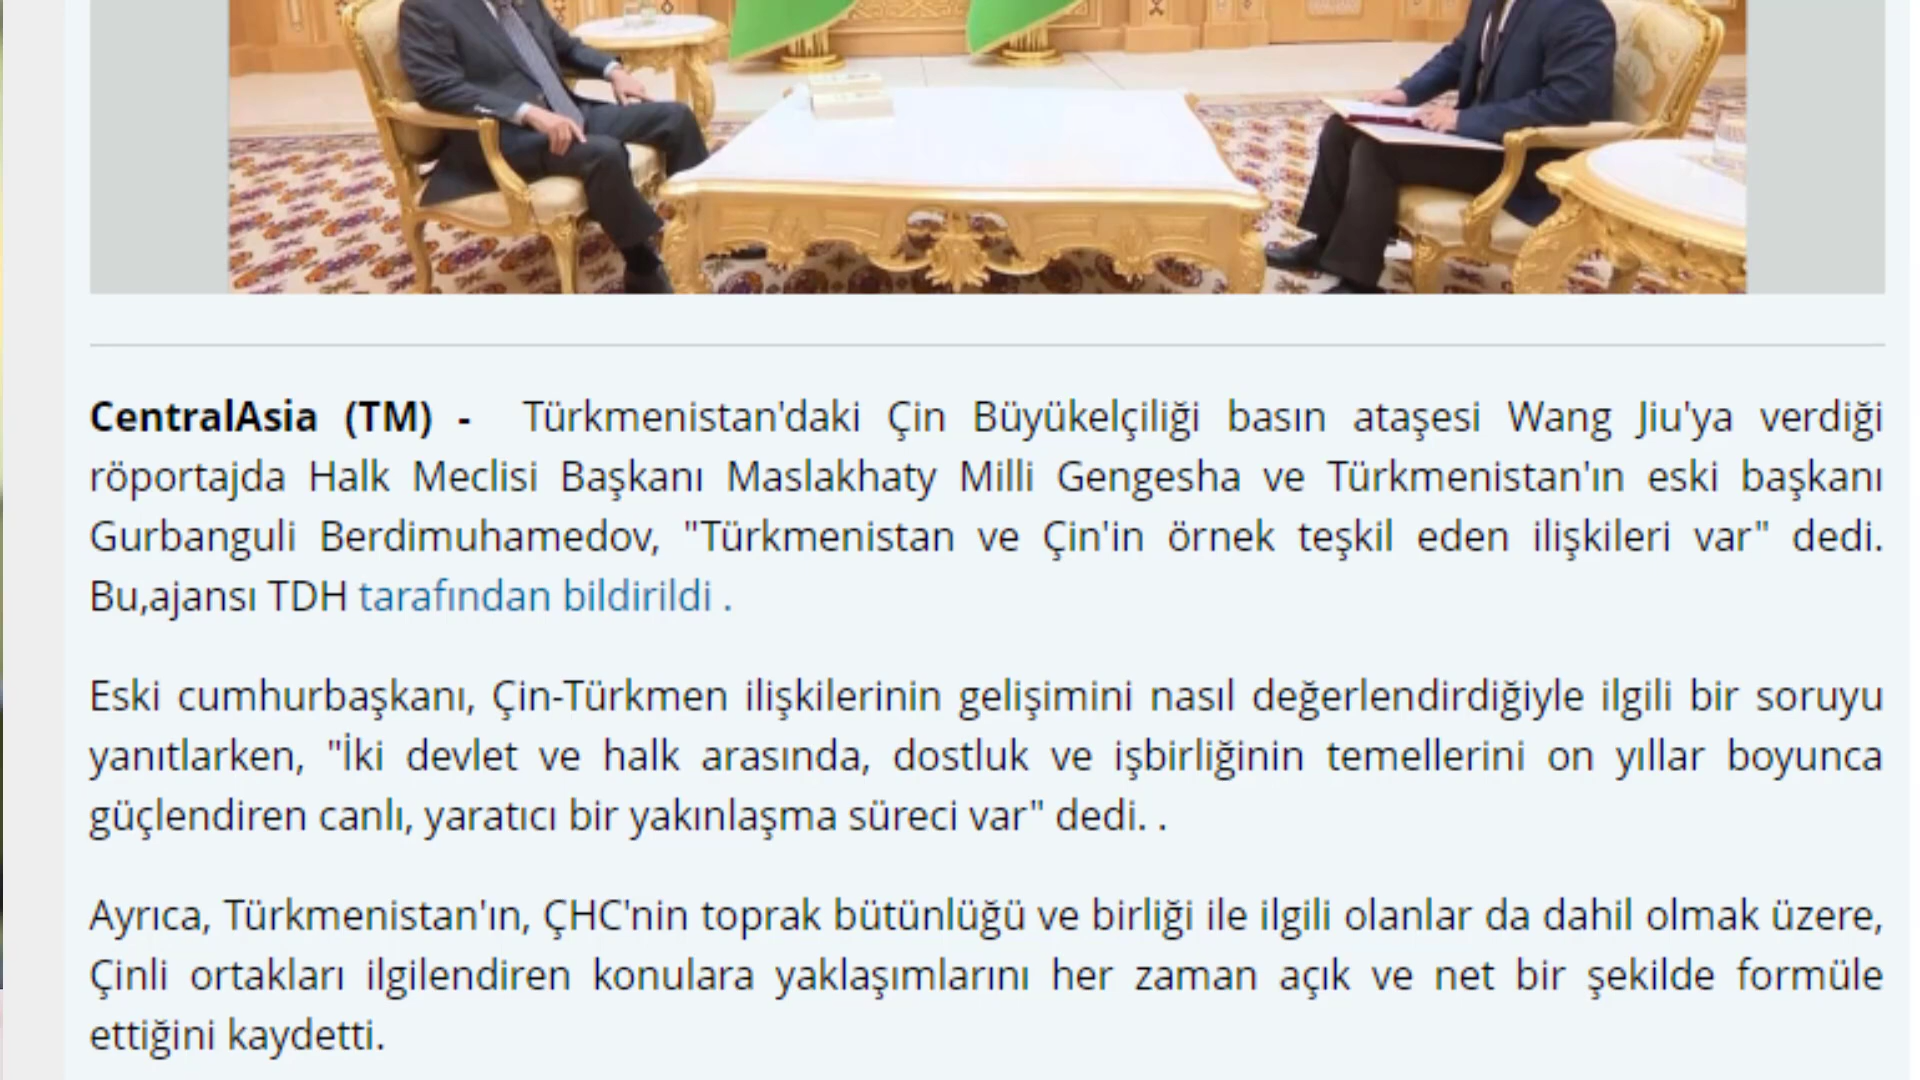 CentralAsia (TM) - Türkmenistan'daki Çin Büyükelçiliği basın ataşesi Wang Jiu'ya verdiği
röportajda Halk Meclisi Başkanı Maslakhaty Milli Gengesha ve Türkmenistan'ın eski başkanı
Gurbanguli Berdimuhamedov, "Türkmenistan ve Çin'in örnek teşkil eden ilişkileri var" dedi.
Bu,ajansı TDH tarafından bildirildi .
Eski cumhurbaşkanı, Çin-Türkmen ilişkilerinin gelişimini nasıl değerlendirdiğiyle ilgili bir soruyu
yanıtlarken, "İki devlet ve halk arasında, dostluk ve işbirliğinin temellerini on yıllar boyunca
güçlendiren canlı, yaratıcı bir yakınlaşma süreci var" dedi. .
Ayrıca, Türkmenistan'ın, ÇHC'nin toprak bütünlüğü ve birliği ile ilgili olanlar da dahil olmak üzere,
Çinli ortakları ilgilendiren konulara yaklaşımlarını her zaman açık ve net bir şekilde formüle
ettiğini kaydetti.